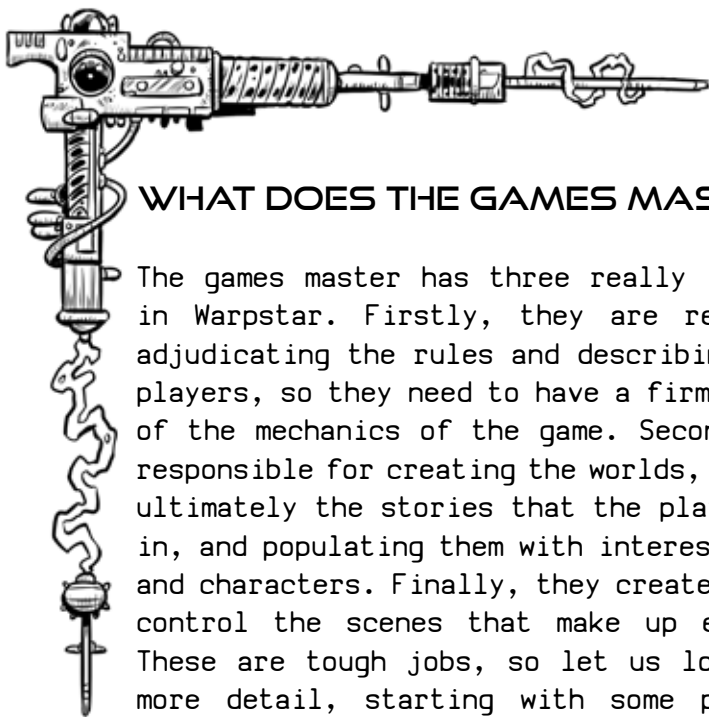 WHAT DOES THE GAMES MAS
The games master has three really
in Warpstar. Firstly, they are re
adjudicating the rules and describin
players, so they need to have a firm
of the mechanics of the game. Secon
responsible for creating the worlds,
ultimately the stories that the pla
in, and populating them with interes
and characters. Finally, they create
control the scenes that make up e
These are tough jobs, so let us lo
more detail, starting with some p